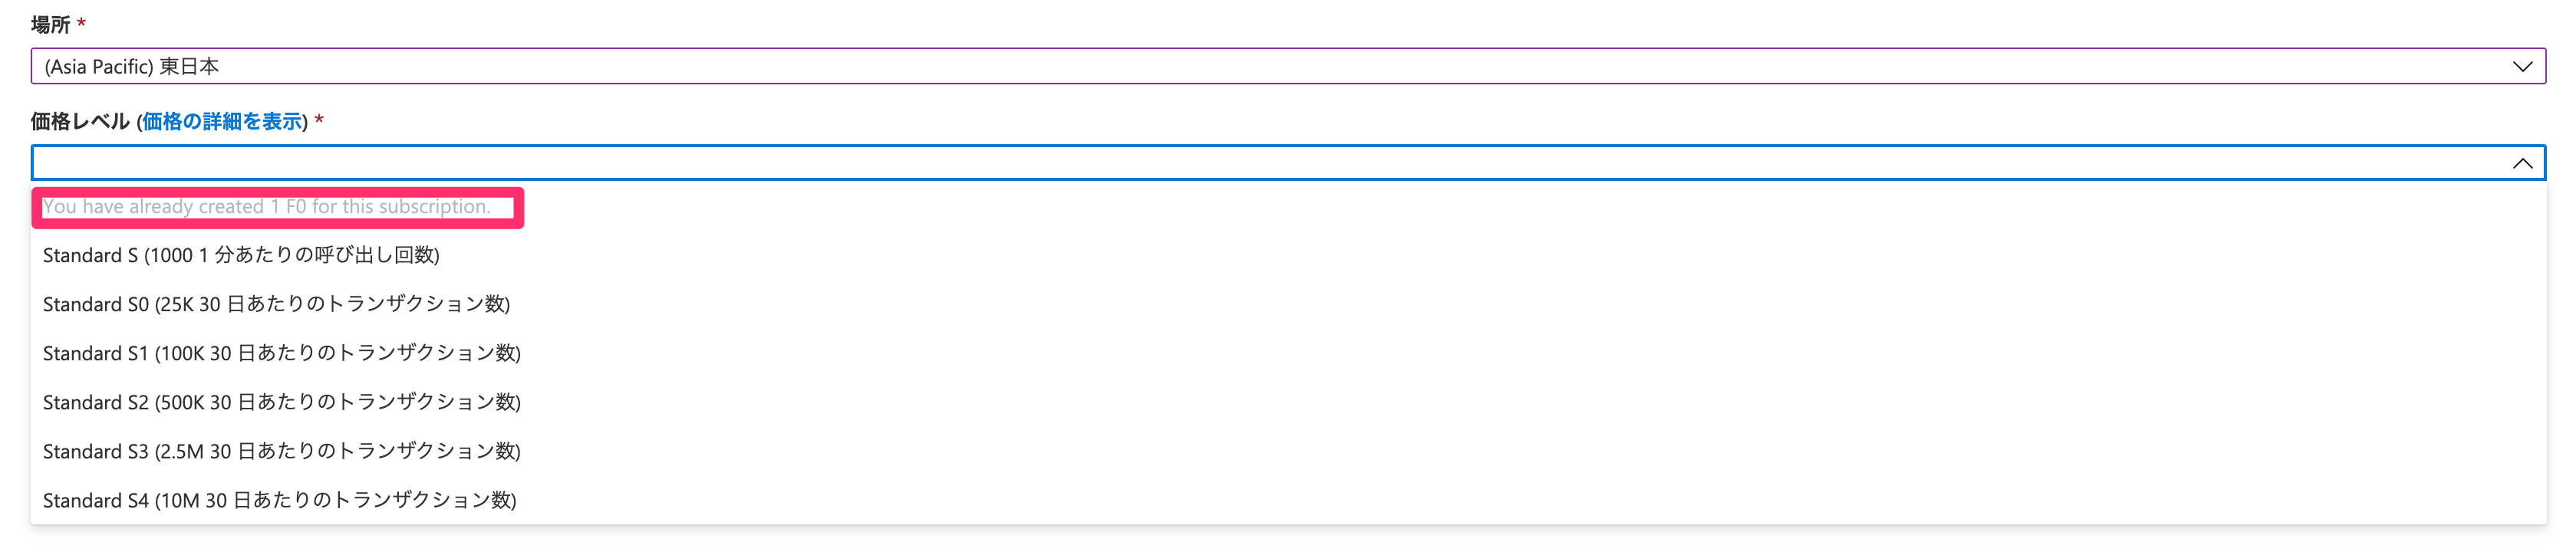 場所 *
(Asia Pacific) 東日本
価格レベル (価格の詳細を表示) *
You have already created 1 F0 for this subscription.
Standard S (1000 1 分あたりの呼び出し回数)
Standard S0 (25K 30 日あたりのトランザクション数)
Standard S1 (100K 30 日あたりのトランザクション数)
Standard S2 (500K 30 日あたりのトランザクション数)
Standard S3 (2.5M 30 日あたりのトランザクション数)
Standard S4 (10M 30 日あたりのトランザクション数)